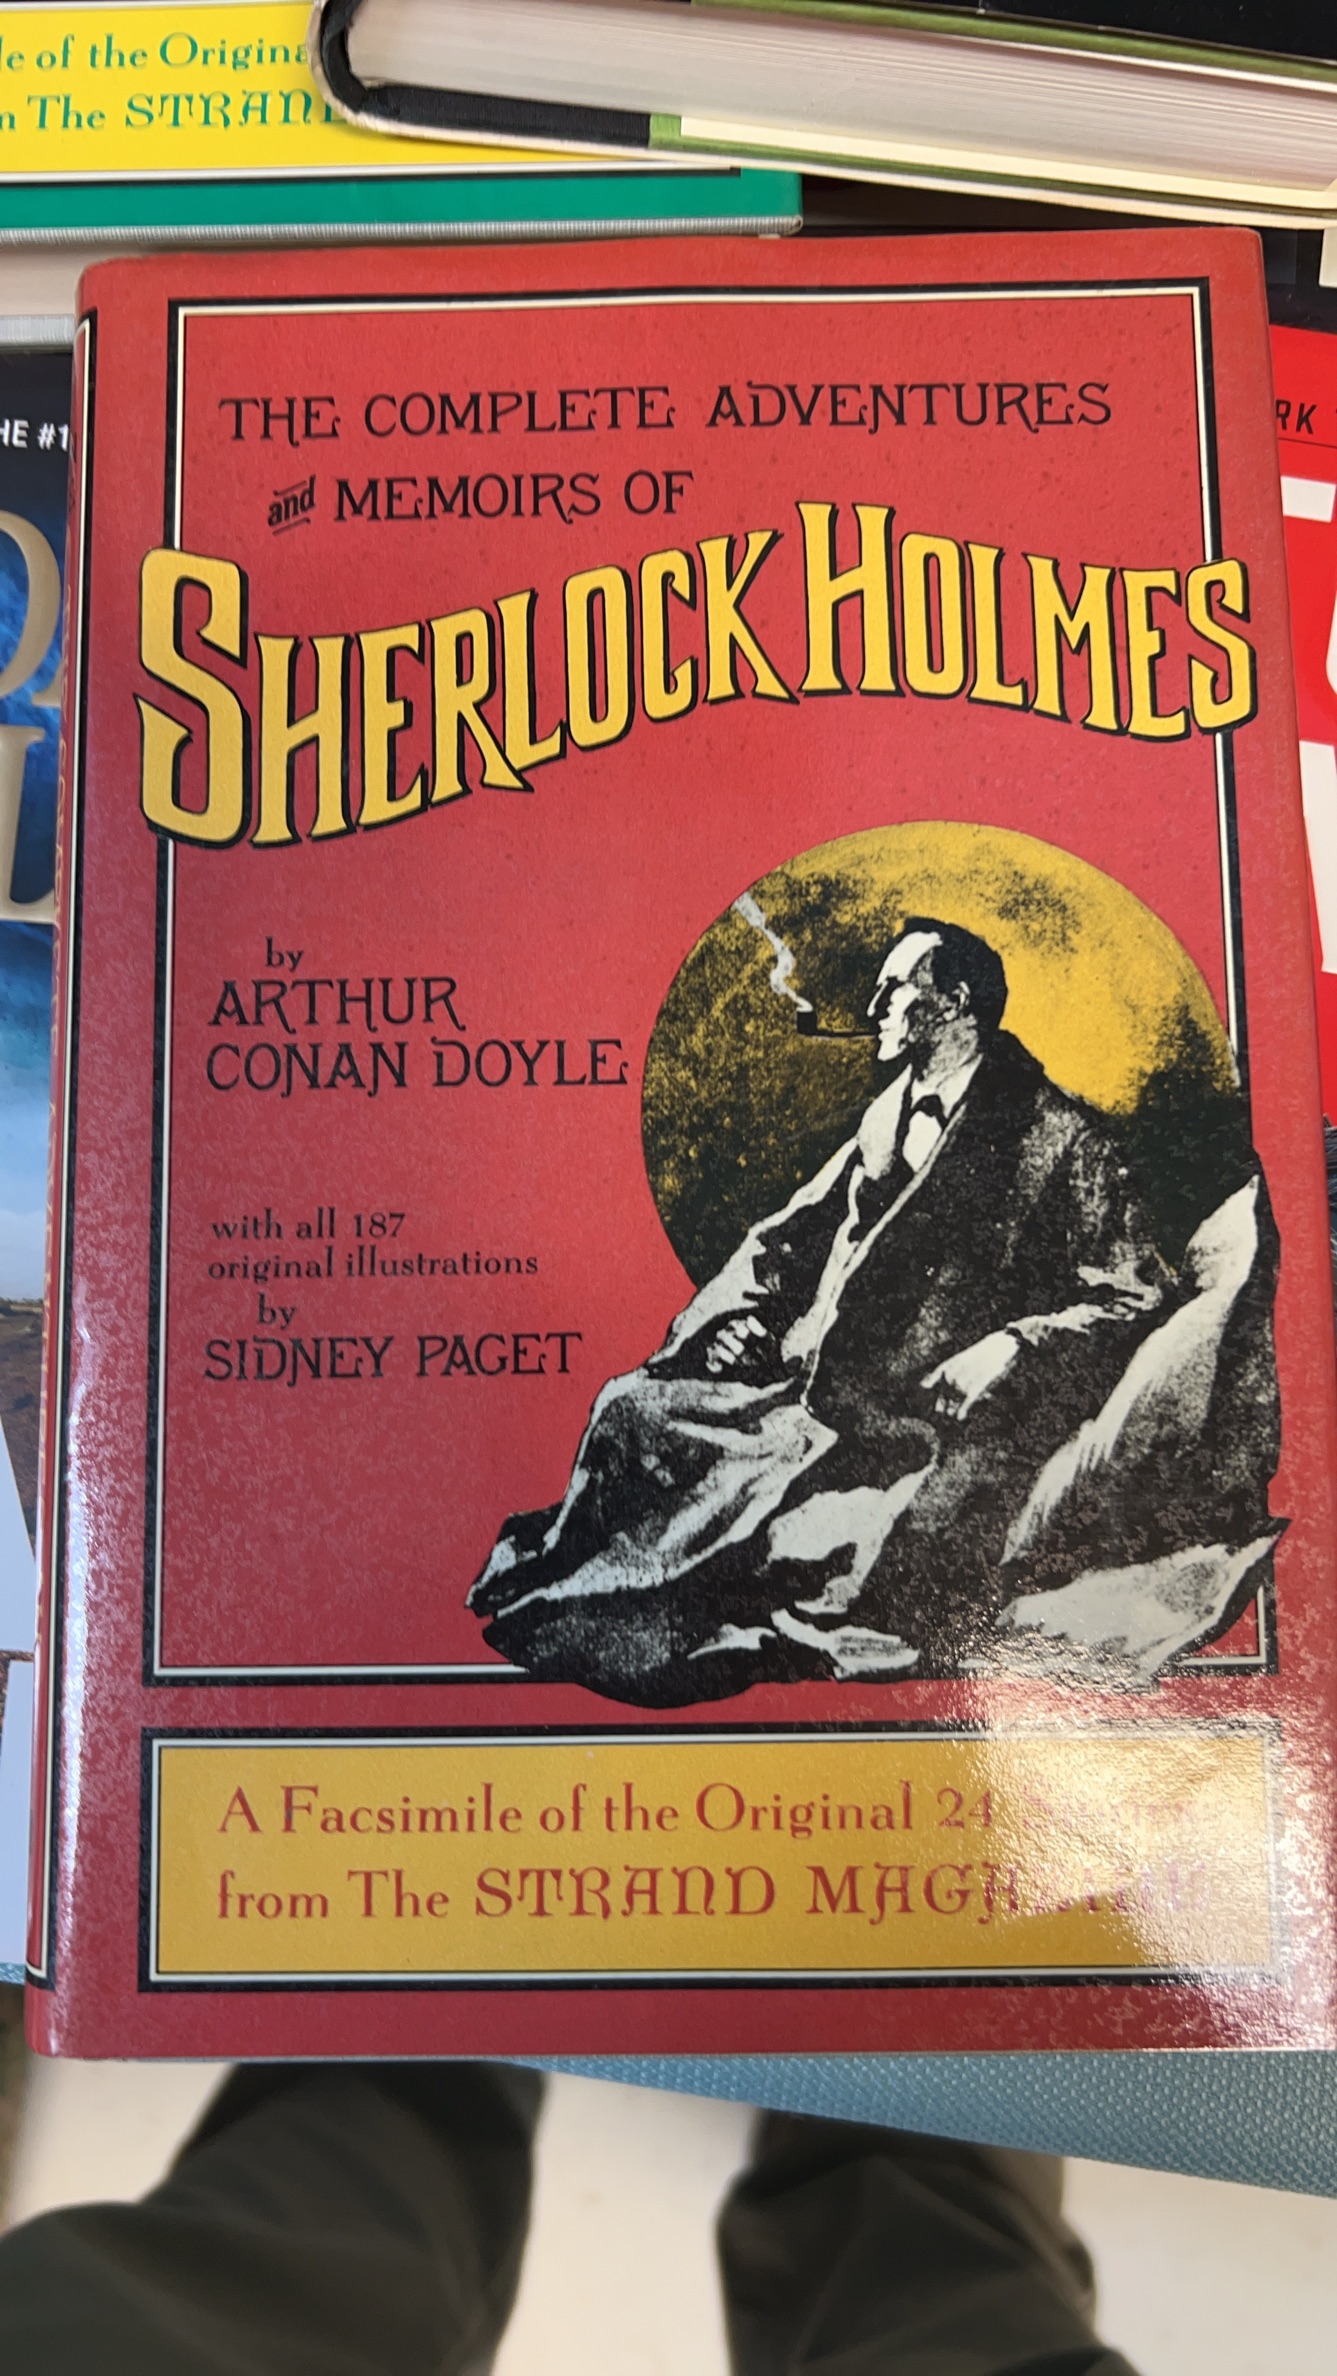 le of the Origina
The STRAN
HE #1
RK
THE COMPLETE ADVENTURES
and MEMOIRS OF
SHERLOCK HOLMES
by
ARTHUR
CONAN DOYLE
with all 187
original illustrations
by
SIDNEY PAGET
A Facsimile of the Original 24
from The STRAND MAGAZINE